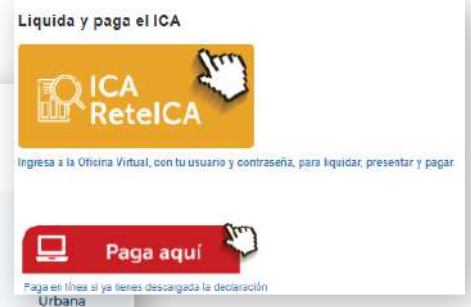 Liquida y paga el ICA
ICA
ReteICA
Ingresa a la Oficina Virtual, con tu usuario y contraseña, para liquidar, presentar y pagar.
Paga aquí
Paga en línea si ya tienes descargada la declaración
Urbana